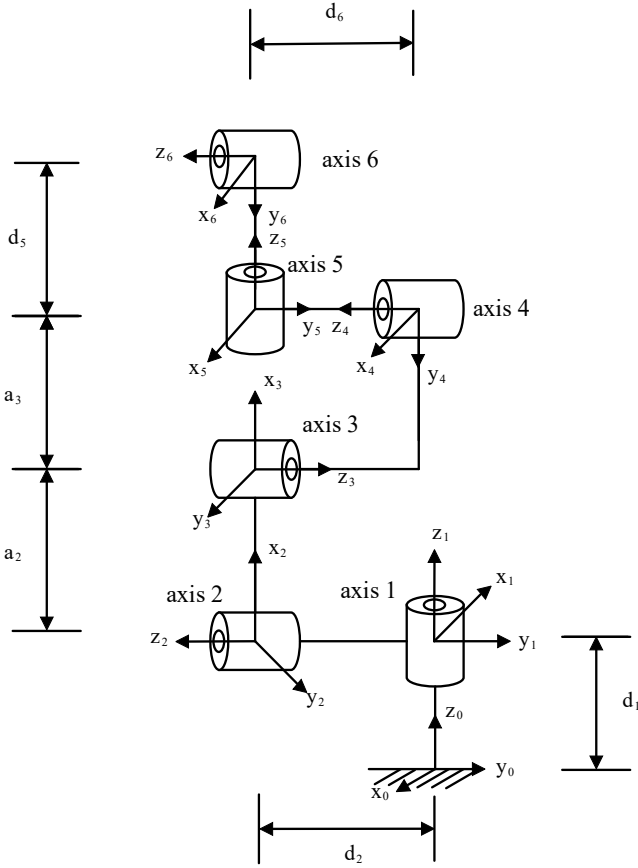 d₆
z₆
axis 6
x₆
y₆
d₅
z₅
axis 5
axis 4
y₅
z₄
x₅
x₄
y₄
x₃
a₃
axis 3
z₃
y₃
z₁
a₂
x₂
x₁
axis 2
axis 1
z₂
y₁
y₂
z₀
d₁
x₀
y₀
d₂